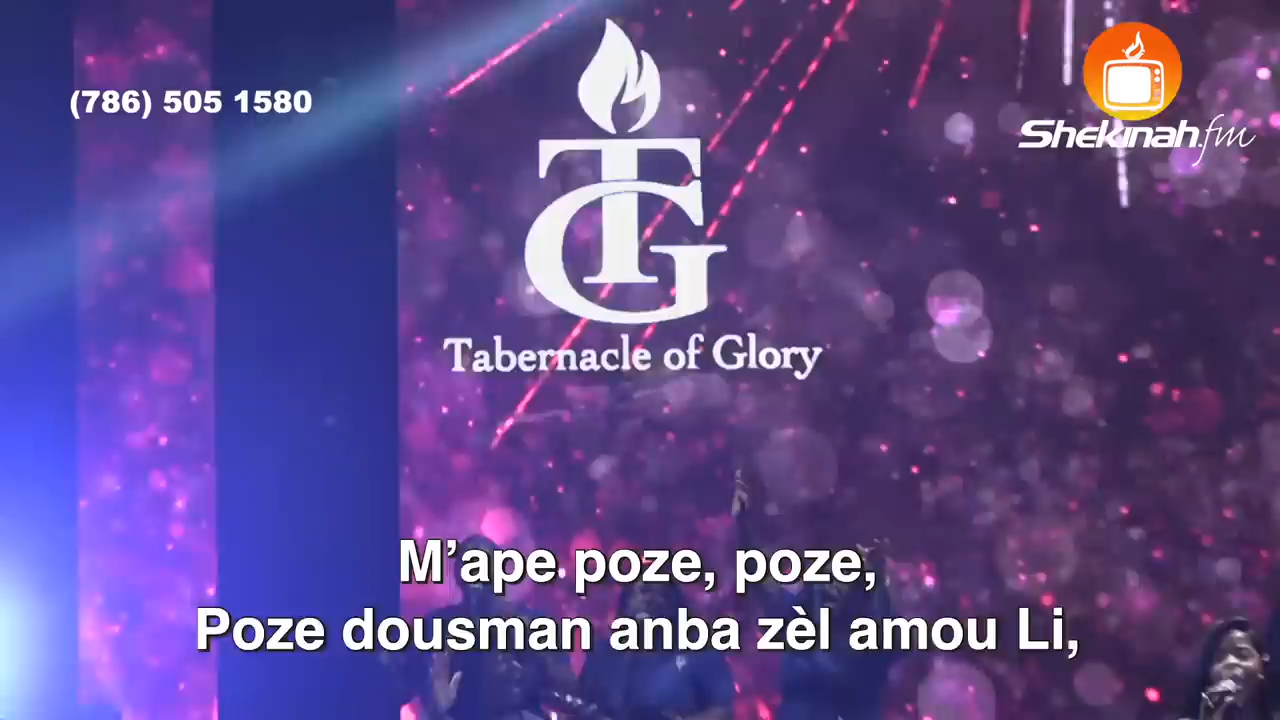 (786) 505 1580
Shekinah.fm
TG
Tabernacle of Glory
M’ape poze, poze,
Poze dousman anba zèl amou Li,